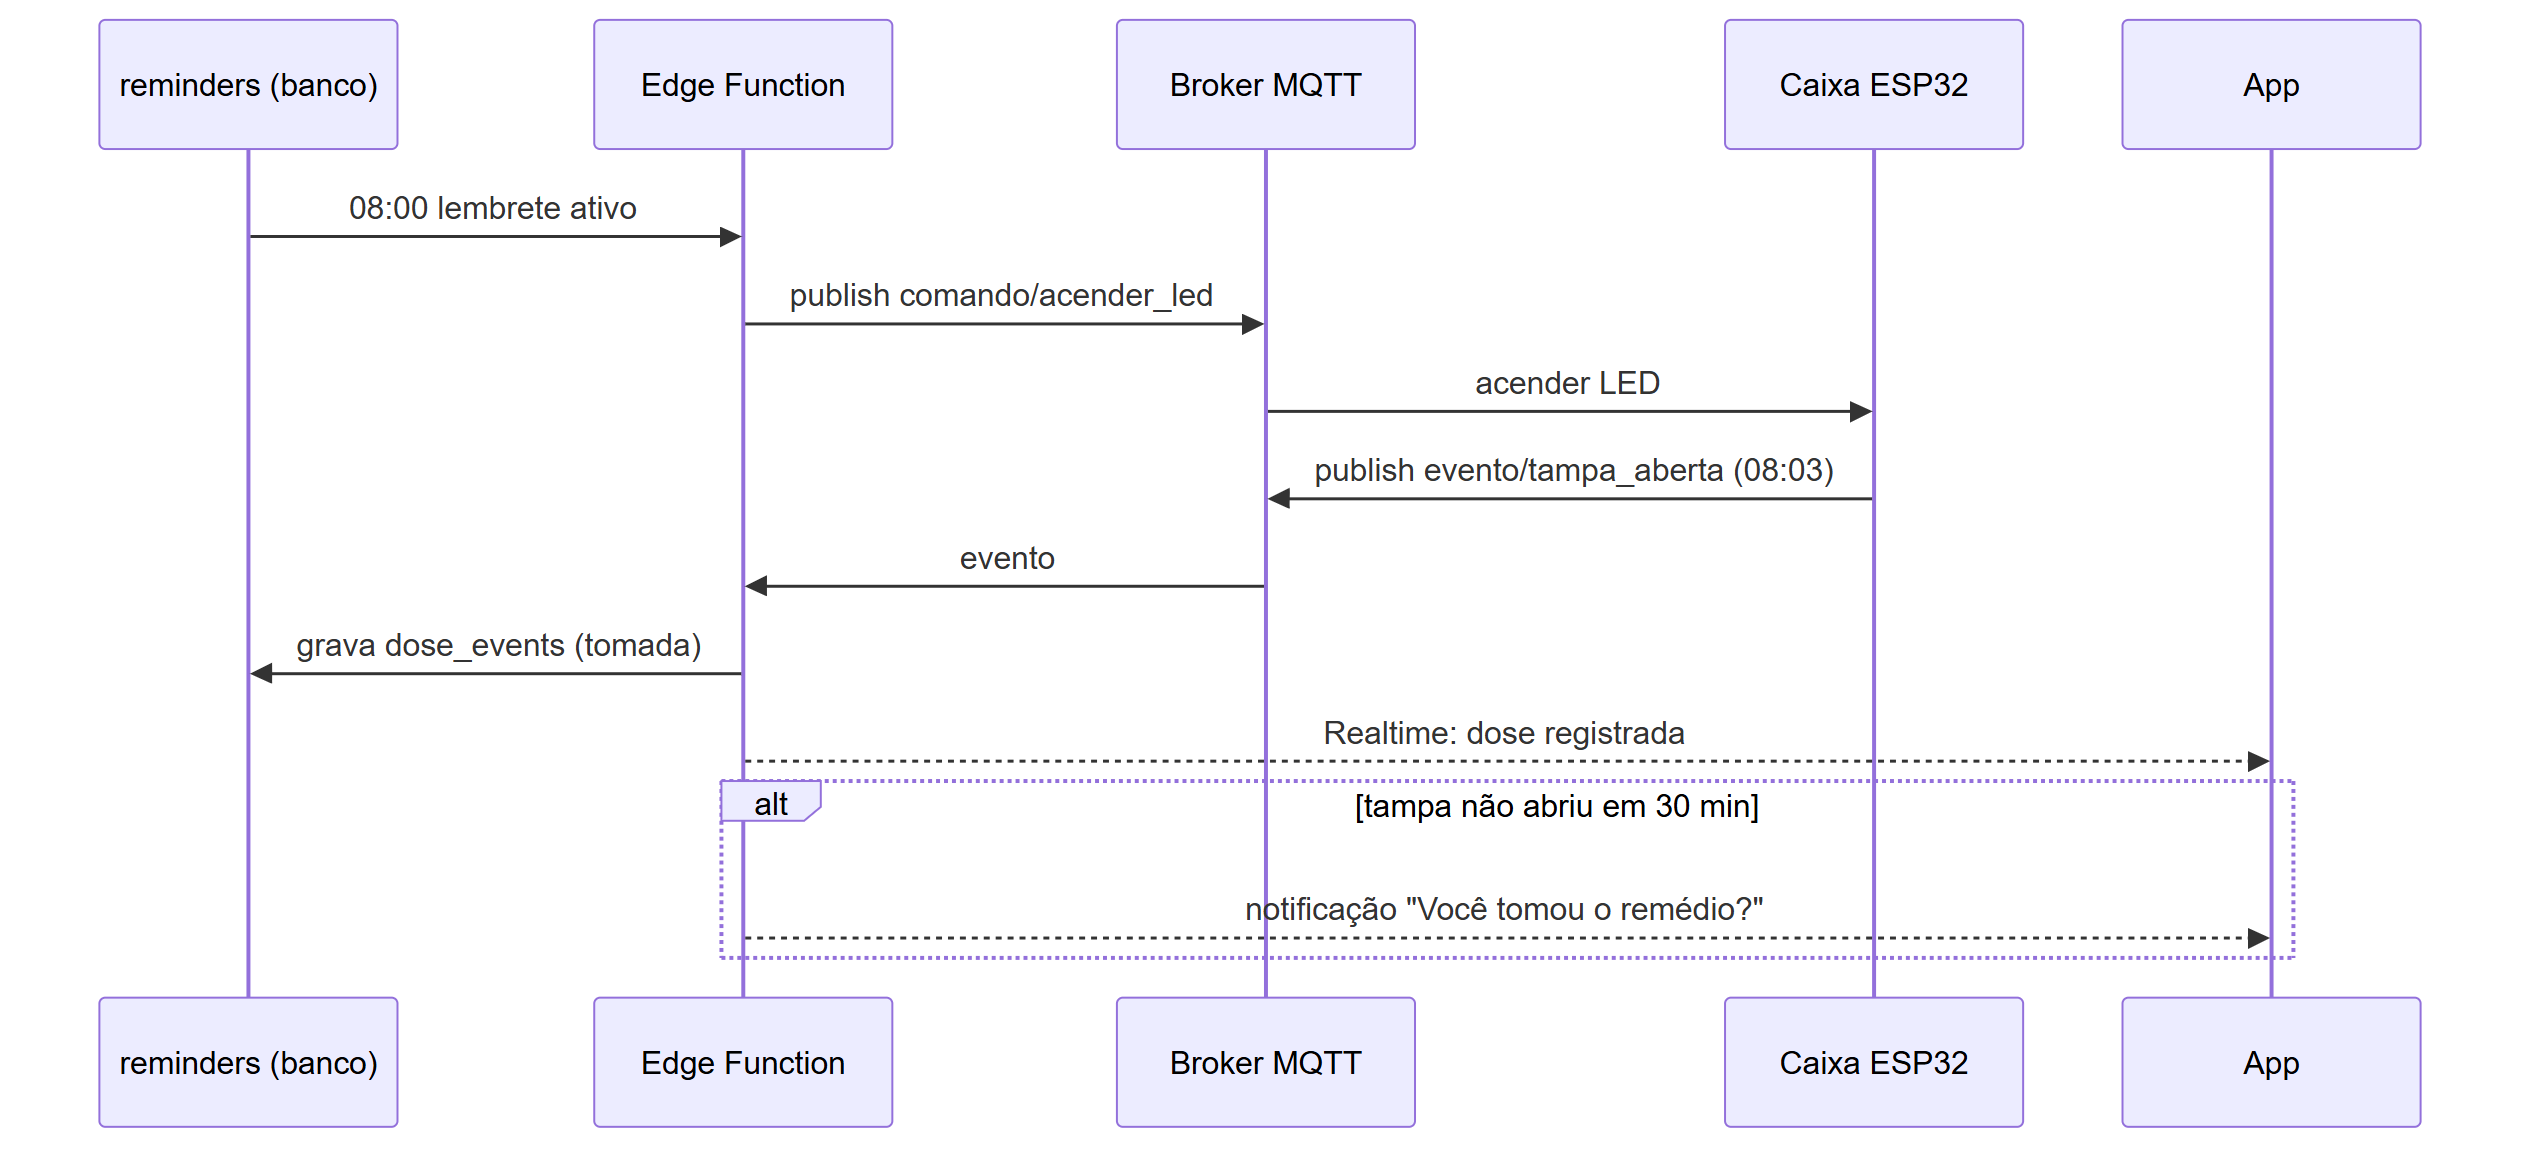 reminders (banco)
Edge Function
Broker MQTT
Caixa ESP32
App
08:00 lembrete ativo
publish comando/acender_led
acender LED
publish evento/tampa_aberta (08:03)
evento
grava dose_events (tomada)
Realtime: dose registrada
alt
[tampa não abriu em 30 min]
notificação "Você tomou o remédio?"
reminders (banco)
Edge Function
Broker MQTT
Caixa ESP32
App